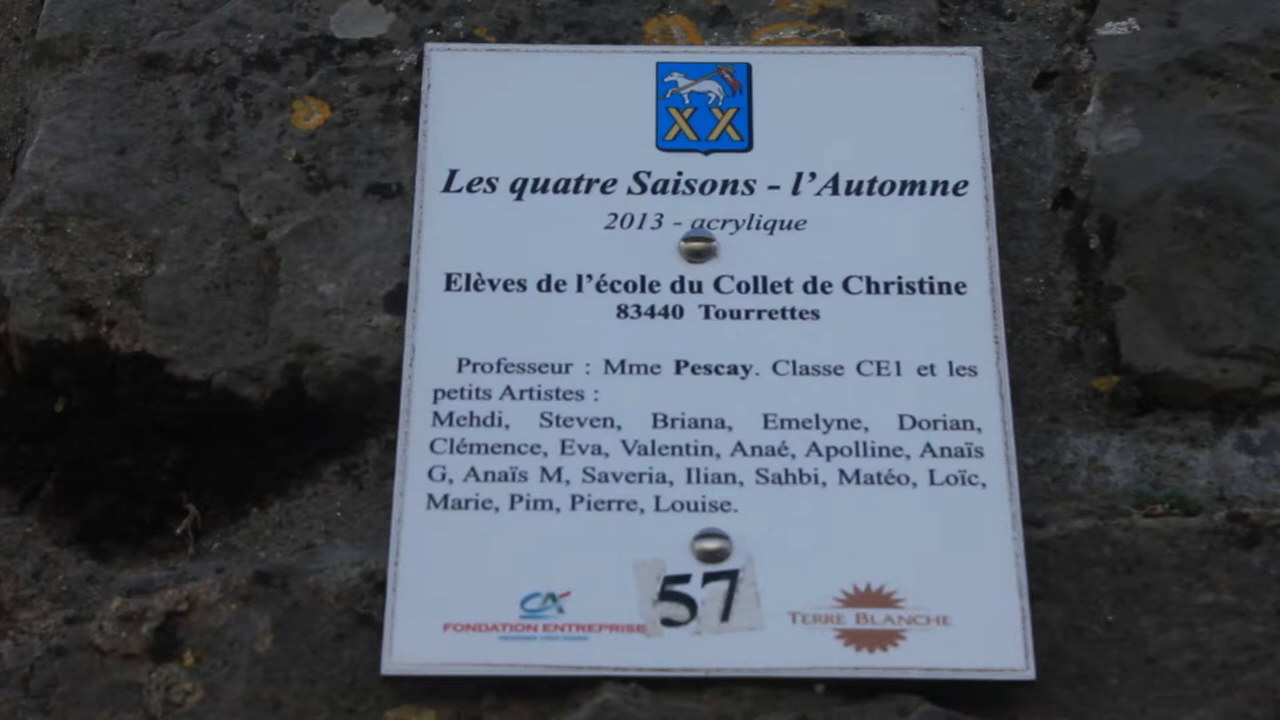 XX
Les quatre Saisons - l'Automne
2013 - acrylique
Elèves de l'école du Collet de Christine
83440 Tourrettes
Professeur : Mme Pescay. Classe CE1 et les
petits Artistes :
Mehdi, Steven, Briana, Emelyne, Dorian,
Clémence, Eva, Valentin, Anaé, Apolline, Anaïs
G, Anaïs M, Saveria, Ilian, Sahbi, Matéo, Loïc,
Marie, Pim, Pierre, Louise.
57
CA
FONDATION ENTREPRISE
TERRE BLANCHE